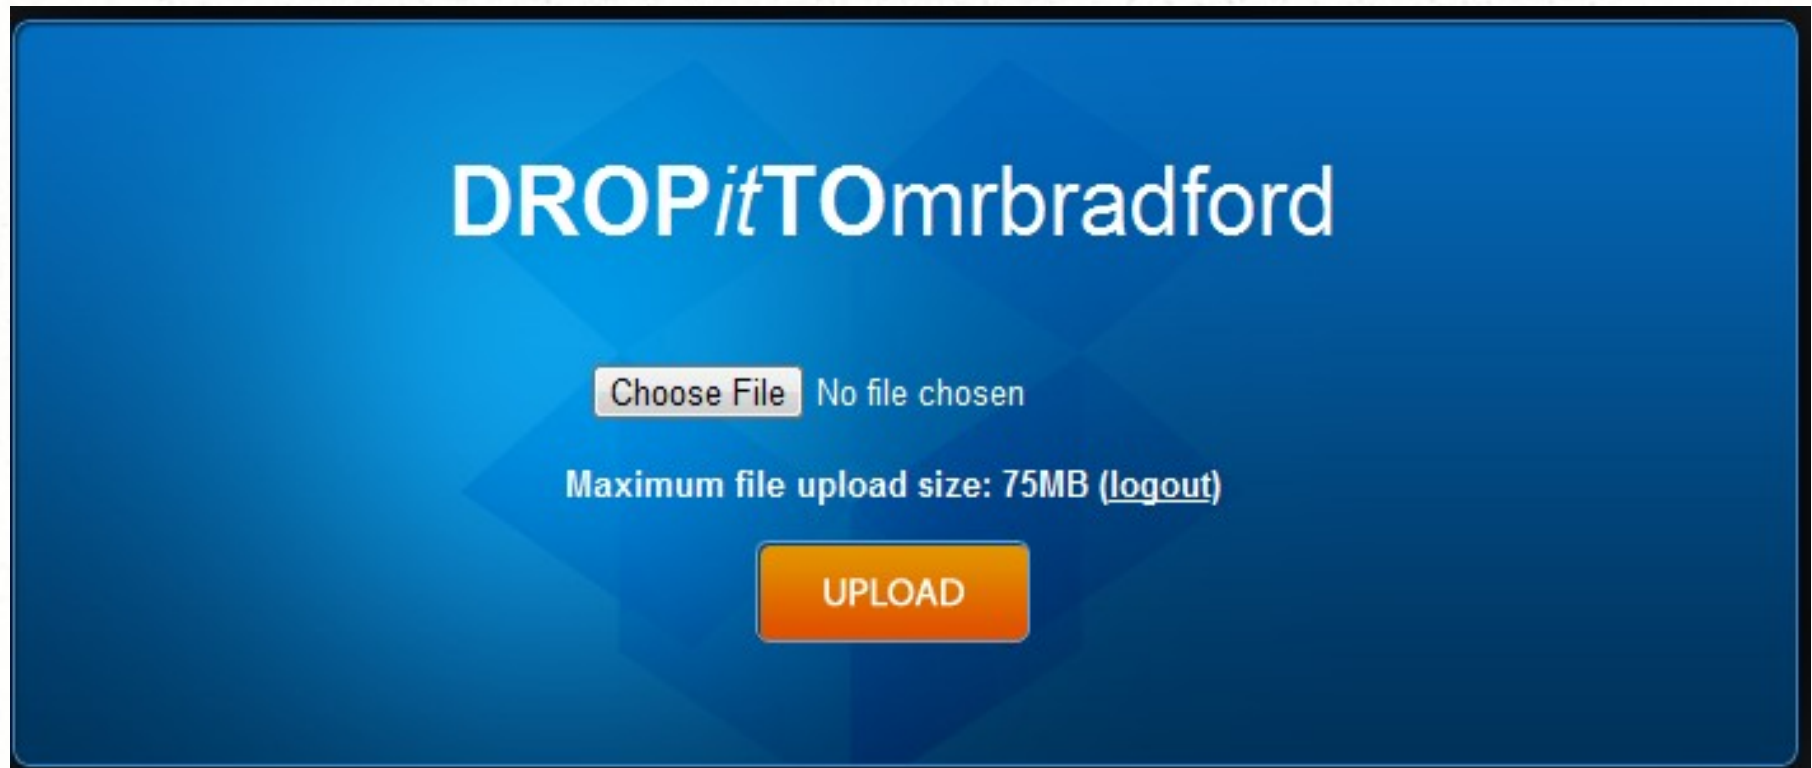 DROPitTOmrbradford
Choose File No file chosen
Maximum file upload size: 75MB (logout)
UPLOAD